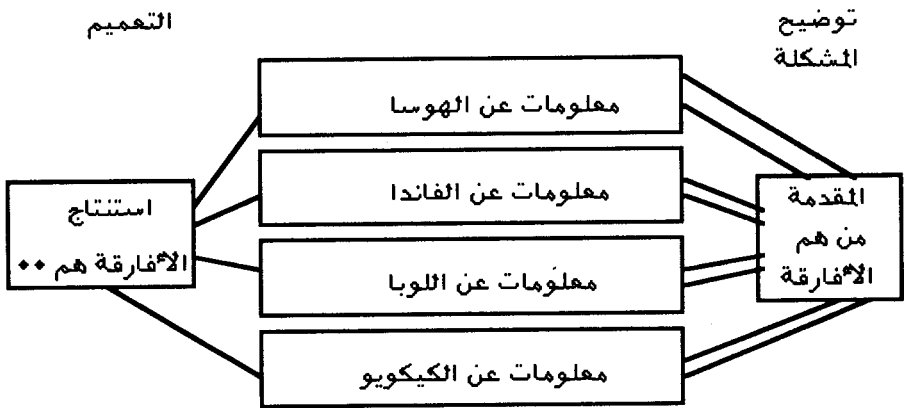 توضيح
المشكلة
التعميم
المقدمة
من هم
الأفارقة
معلومات عن الهوسا
معلومات عن الفاندا
معلومات عن اللوبا
معلومات عن الكيكويو
استنتاج
الأفارقة هم ..